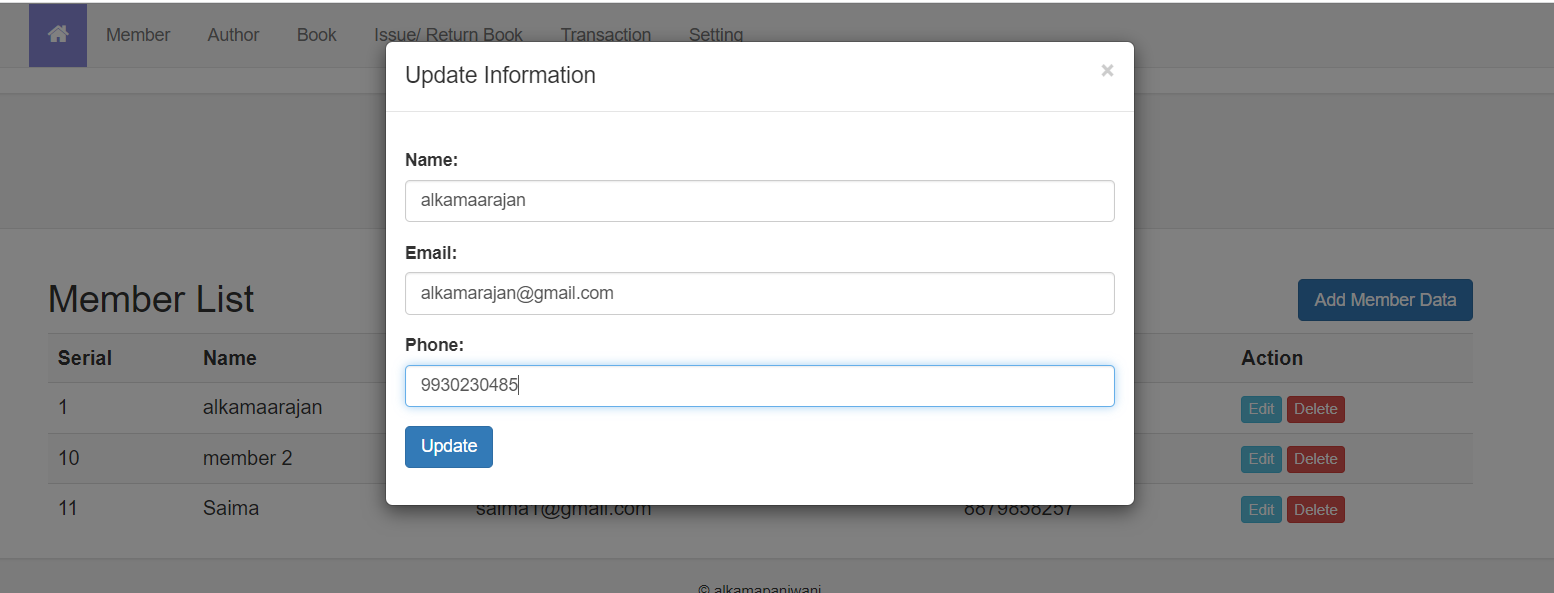 Member Author Book Issue/ Return Book Transaction Setting
Update Information ×
Name:
alkamaarajan
Email:
alkamarajan@gmail.com
Phone:
9930230485
Update
Member List Add Member Data
Serial Name Action
1 alkamaarajan Edit Delete
10 member 2 Edit Delete
11 Saima saima1@gmail.com 8879858257 Edit Delete
© alkamapaniwani